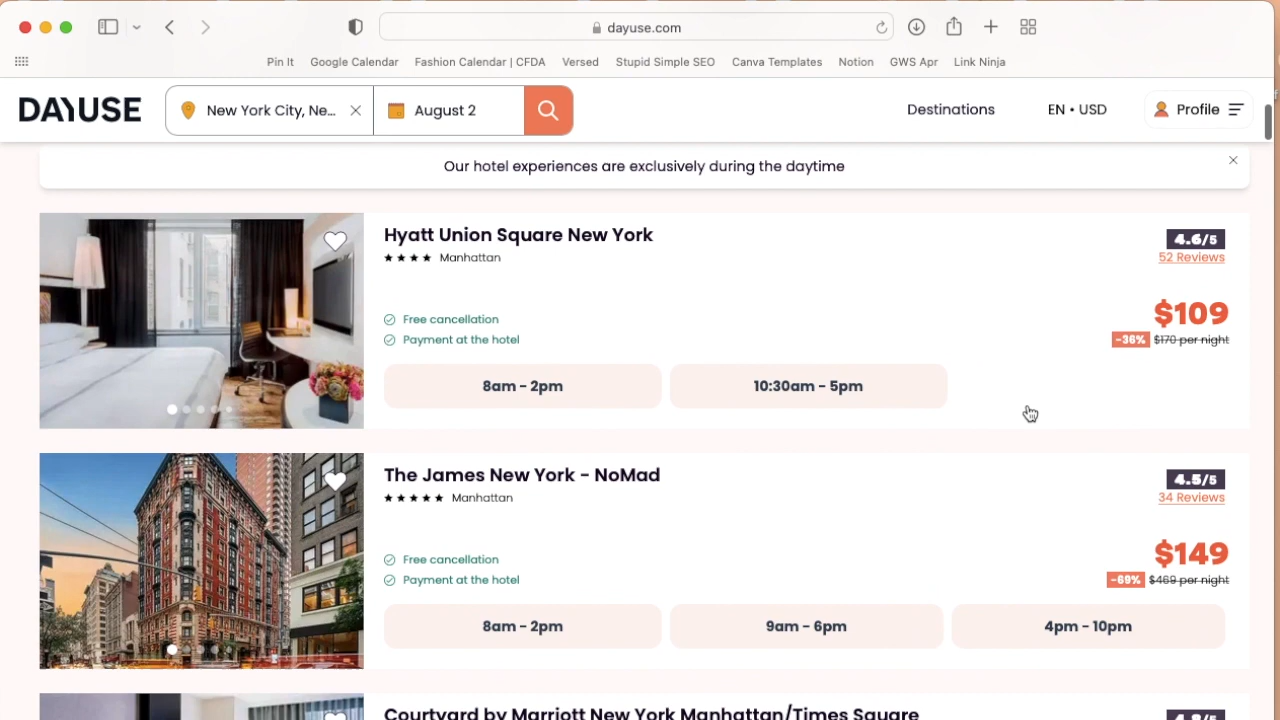 dayuse.com
Pin It
Google Calendar
Fashion Calendar | CFDA
Versed
Stupid Simple SEO
Canva Templates
Notion
GWS Apr
Link Ninja
DAYUSE
New York City, Ne...
August 2
Destinations
EN • USD
Profile
Our hotel experiences are exclusively during the daytime
Hyatt Union Square New York
4.6/5
Manhattan
52 Reviews
Free cancellation
$109
Payment at the hotel
-36% $170 per night
8am - 2pm
10:30am - 5pm
The James New York - NoMad
4.5/5
Manhattan
34 Reviews
Free cancellation
$149
Payment at the hotel
-69% $469 per night
8am - 2pm
9am - 6pm
4pm - 10pm
Courtyard by Marriott New York Manhattan/Times Square